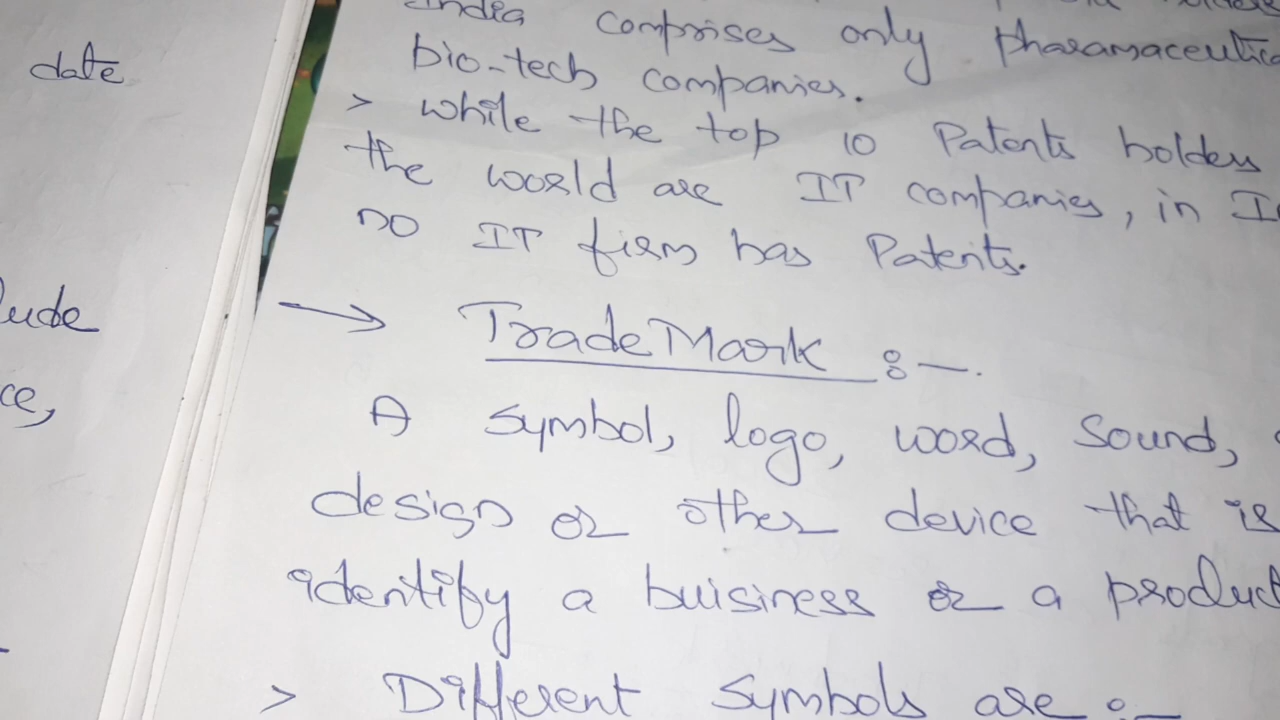 date
lude
ce,
India comprises only pharamaceutica
bio-tech companies.
> while the top 10 Patents holders
the world are IT companies, in I
no IT firm has Patents.
→ TradeMark :-.
A symbol, logo, word, sound,
design or other device that is
identify a buisiness or a product
> Different symbols are :-